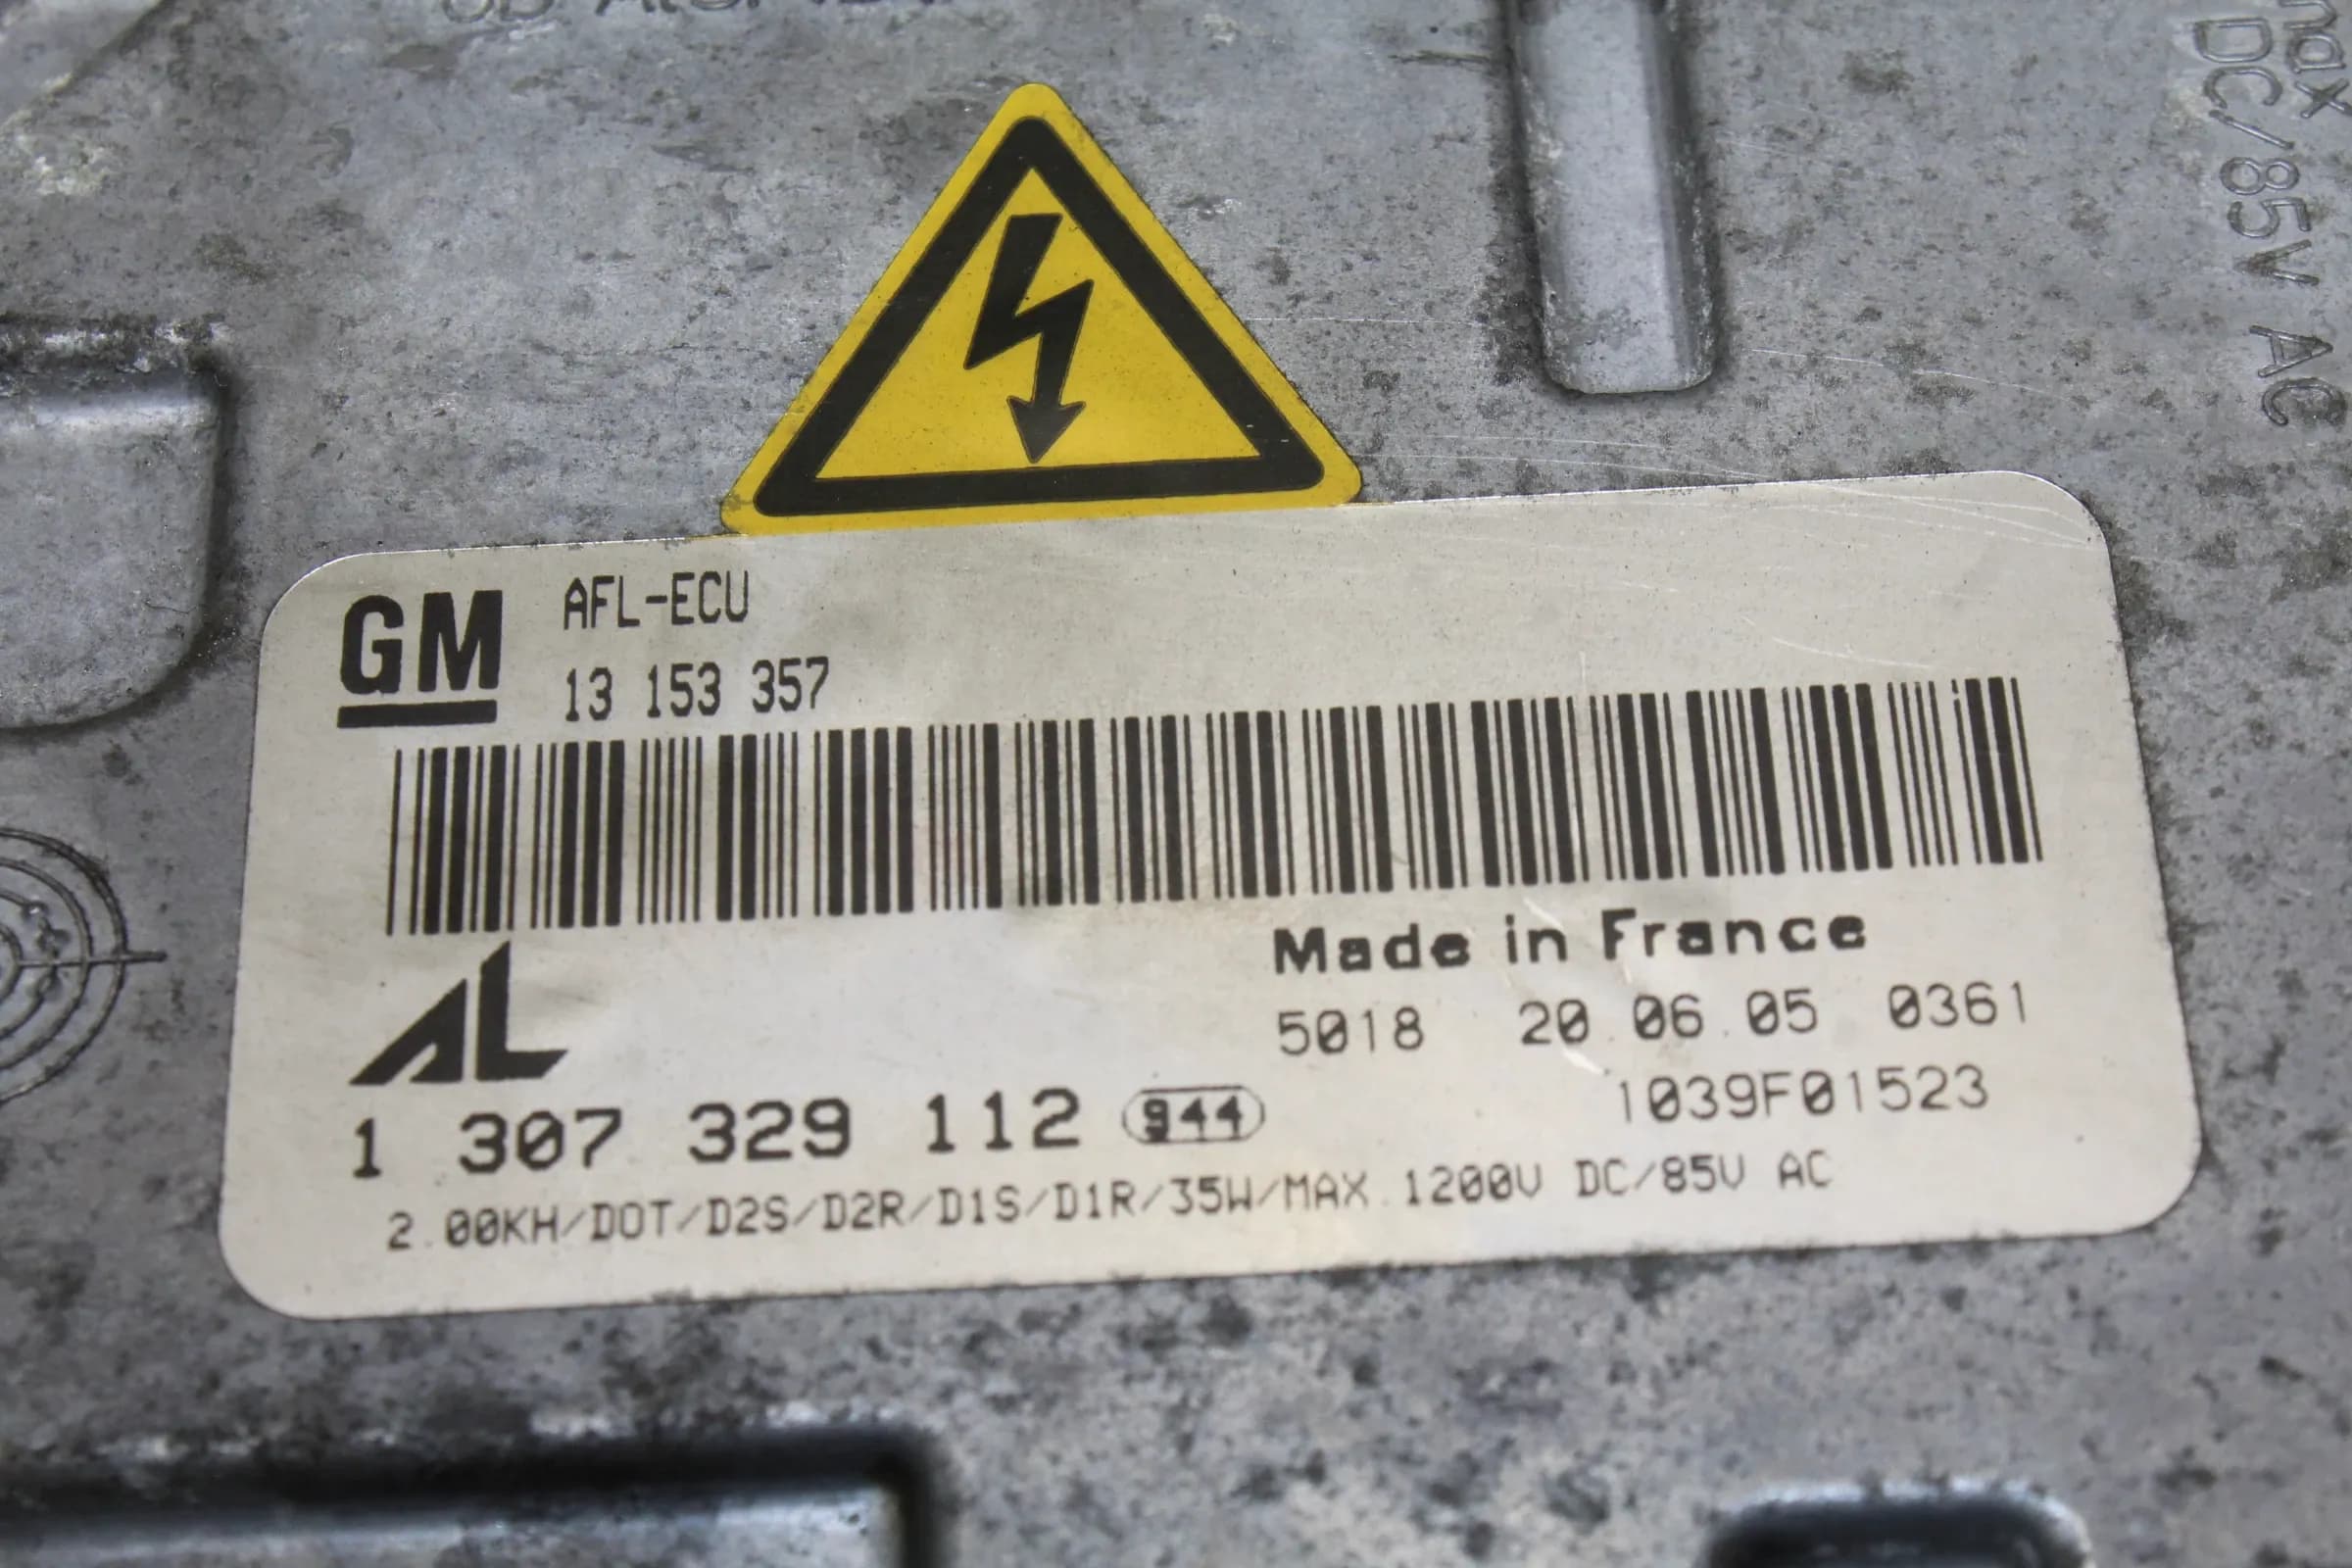 max
DC/85V AC
GM
AFL-ECU
13 153 357
AL
Made in France
5018 20.06.05 0361
1039F01523
1 307 329 112 944
2.00KH/DOT/D2S/D2R/D1S/D1R/35W/MAX.1200V DC/85V AC